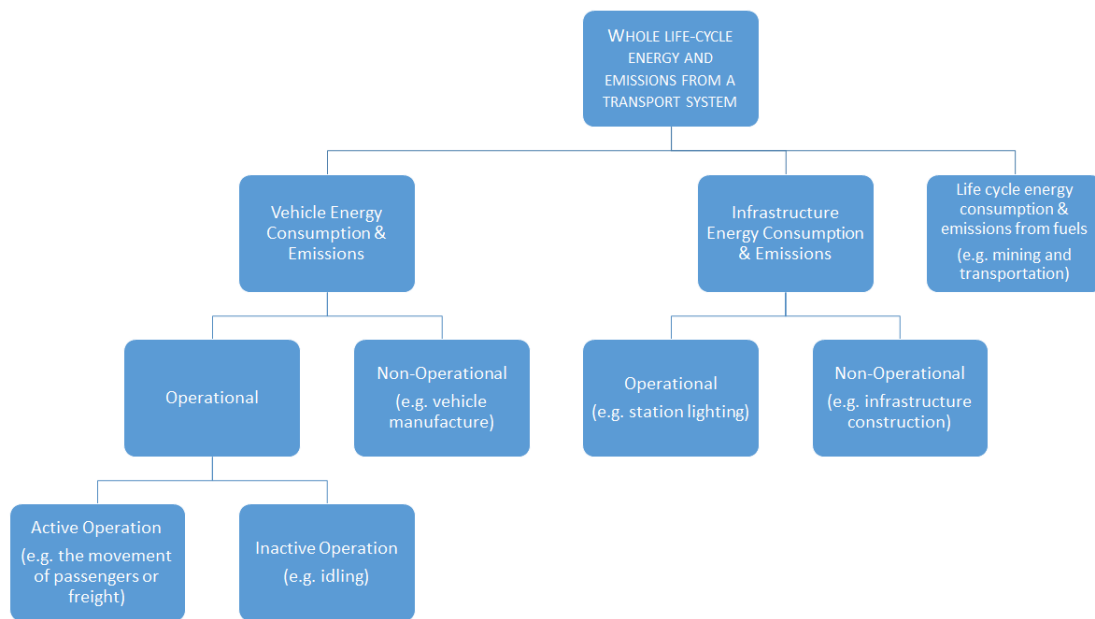 WHOLE LIFE-CYCLE
ENERGY AND
EMISSIONS FROM A
TRANSPORT SYSTEM
Vehicle Energy
Consumption &
Emissions
Infrastructure
Energy Consumption
& Emissions
Life cycle energy
consumption &
emissions from fuels
(e.g. mining and
transportation)
Operational
Non-Operational
(e.g. vehicle
manufacture)
Operational
(e.g. station lighting)
Non-Operational
(e.g. infrastructure
construction)
Active Operation
(e.g. the movement
of passengers or
freight)
Inactive Operation
(e.g. idling)